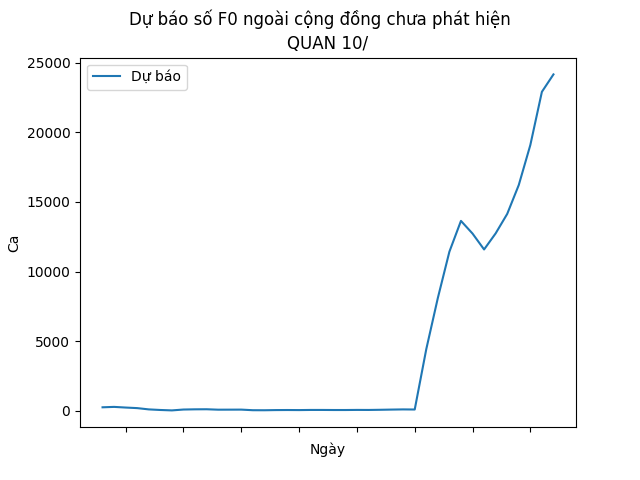 Dự báo số F0 ngoài cộng đồng chưa phát hiện
QUAN 10/
Dự báo
25000
20000
15000
10000
5000
0
Ca
Ngày